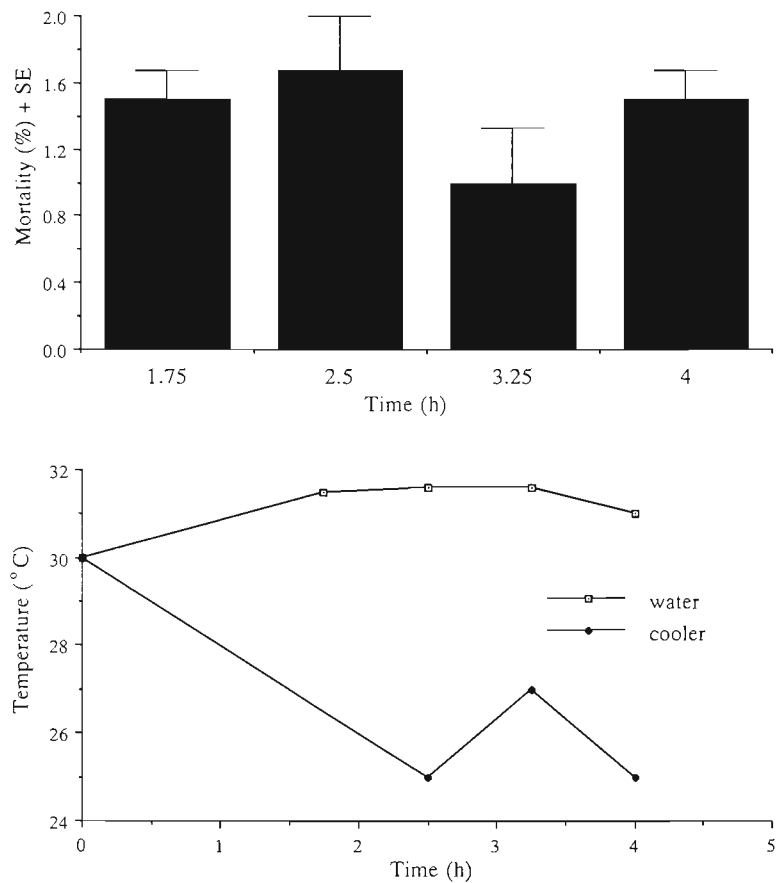 2.0
1.6
1.2
0.8
0.4
0.0
Mortality (%) + SE
1.75 2.5 3.25 4
Time (h)
32
30
28
26
24
Temperature (°C)
water
cooler
0 1 2 3 4 5
Time (h)